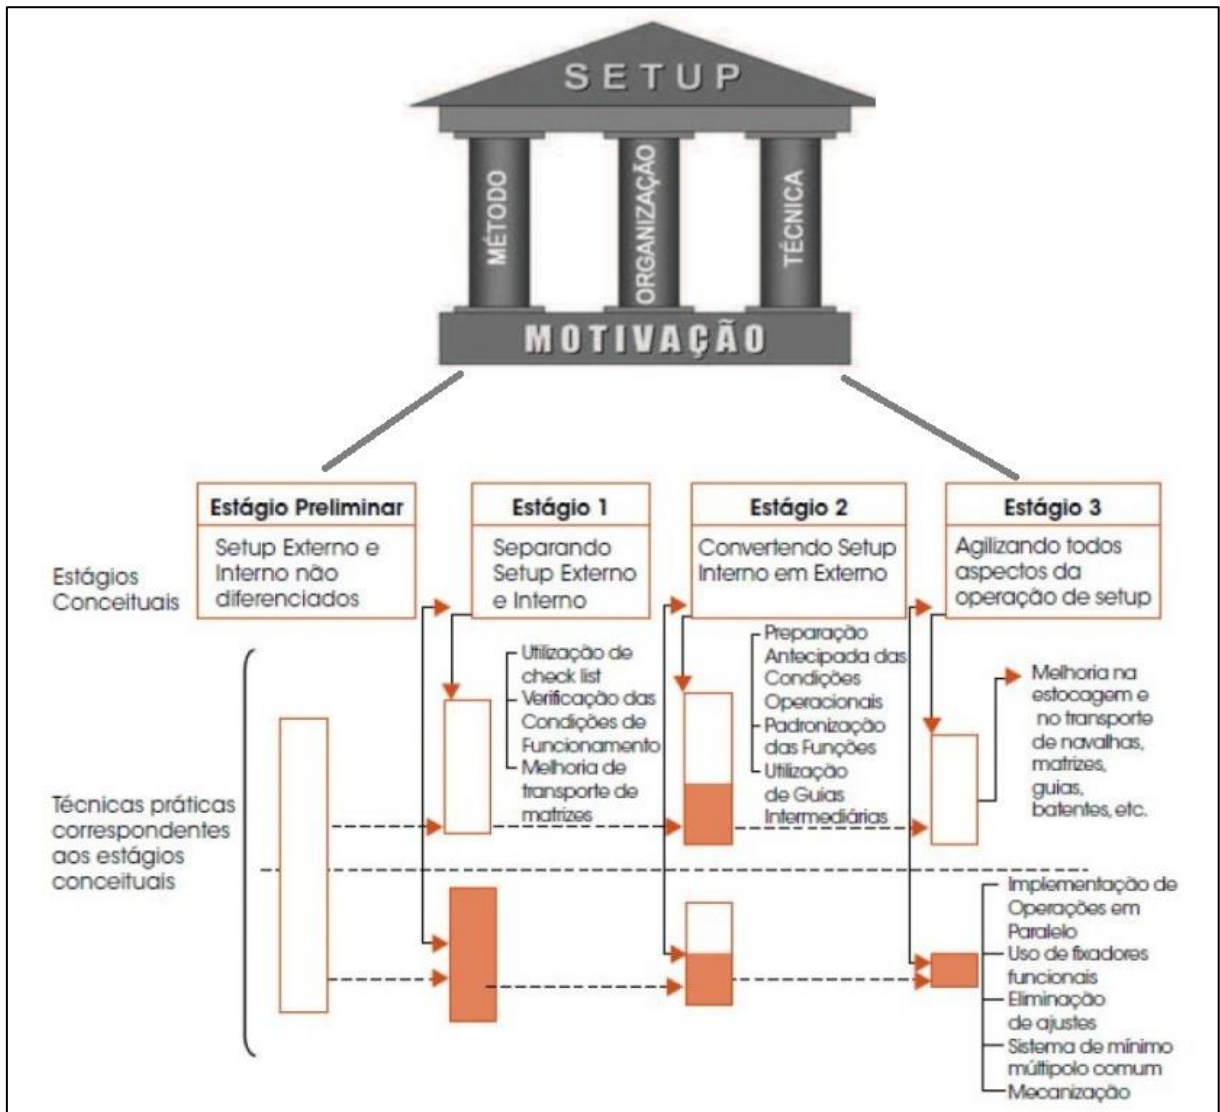 SETUP
MÉTODO
ORGANIZAÇÃO
TÉCNICA
MOTIVAÇÃO
Estágios
Conceituais
Estágio Preliminar
Setup Externo e
Interno não
diferenciados
Estágio 1
Separando
Setup Externo
e Interno
Estágio 2
Convertendo Setup
Interno em Externo
Estágio 3
Agilizando todos
aspectos da
operação de setup
Técnicas práticas
correspondentes
aos estágios
conceituais
Utilização de
check list
Verificação das
Condições de
Funcionamento
Melhoria de
transporte de
matrizes
Preparação
Antecipada das
Condições
Operacionais
Padronização
das Funções
Utilização
de Guias
Intermediárias
Melhoria na
estocagem e
no transporte
de navalhas,
matrizes,
guias,
batentes, etc.
Implementação de
Operações em
Paralelo
Uso de fixadores
funcionais
Eliminação
de ajustes
Sistema de mínimo
múltipolo comum
Mecanização